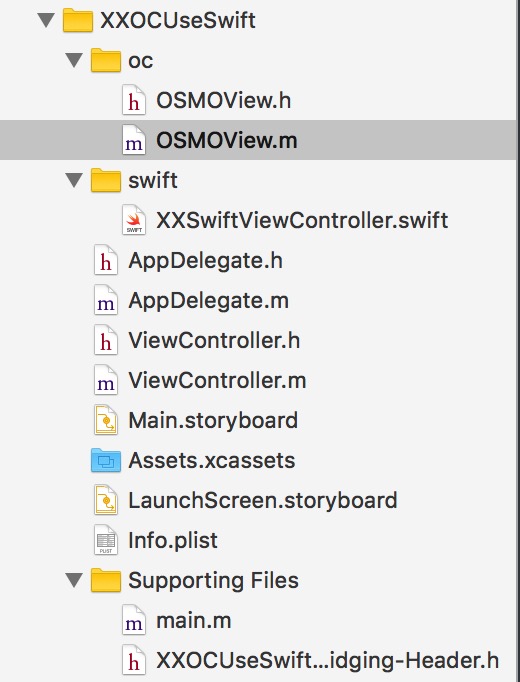 XXOCUseSwift
oc
h OSMOView.h
m OSMOView.m
swift
SWIFT XXSwiftViewController.swift
h AppDelegate.h
m AppDelegate.m
h ViewController.h
m ViewController.m
Main.storyboard
Assets.xcassets
LaunchScreen.storyboard
PLIST Info.plist
Supporting Files
m main.m
h XXOCUseSwift...idging-Header.h